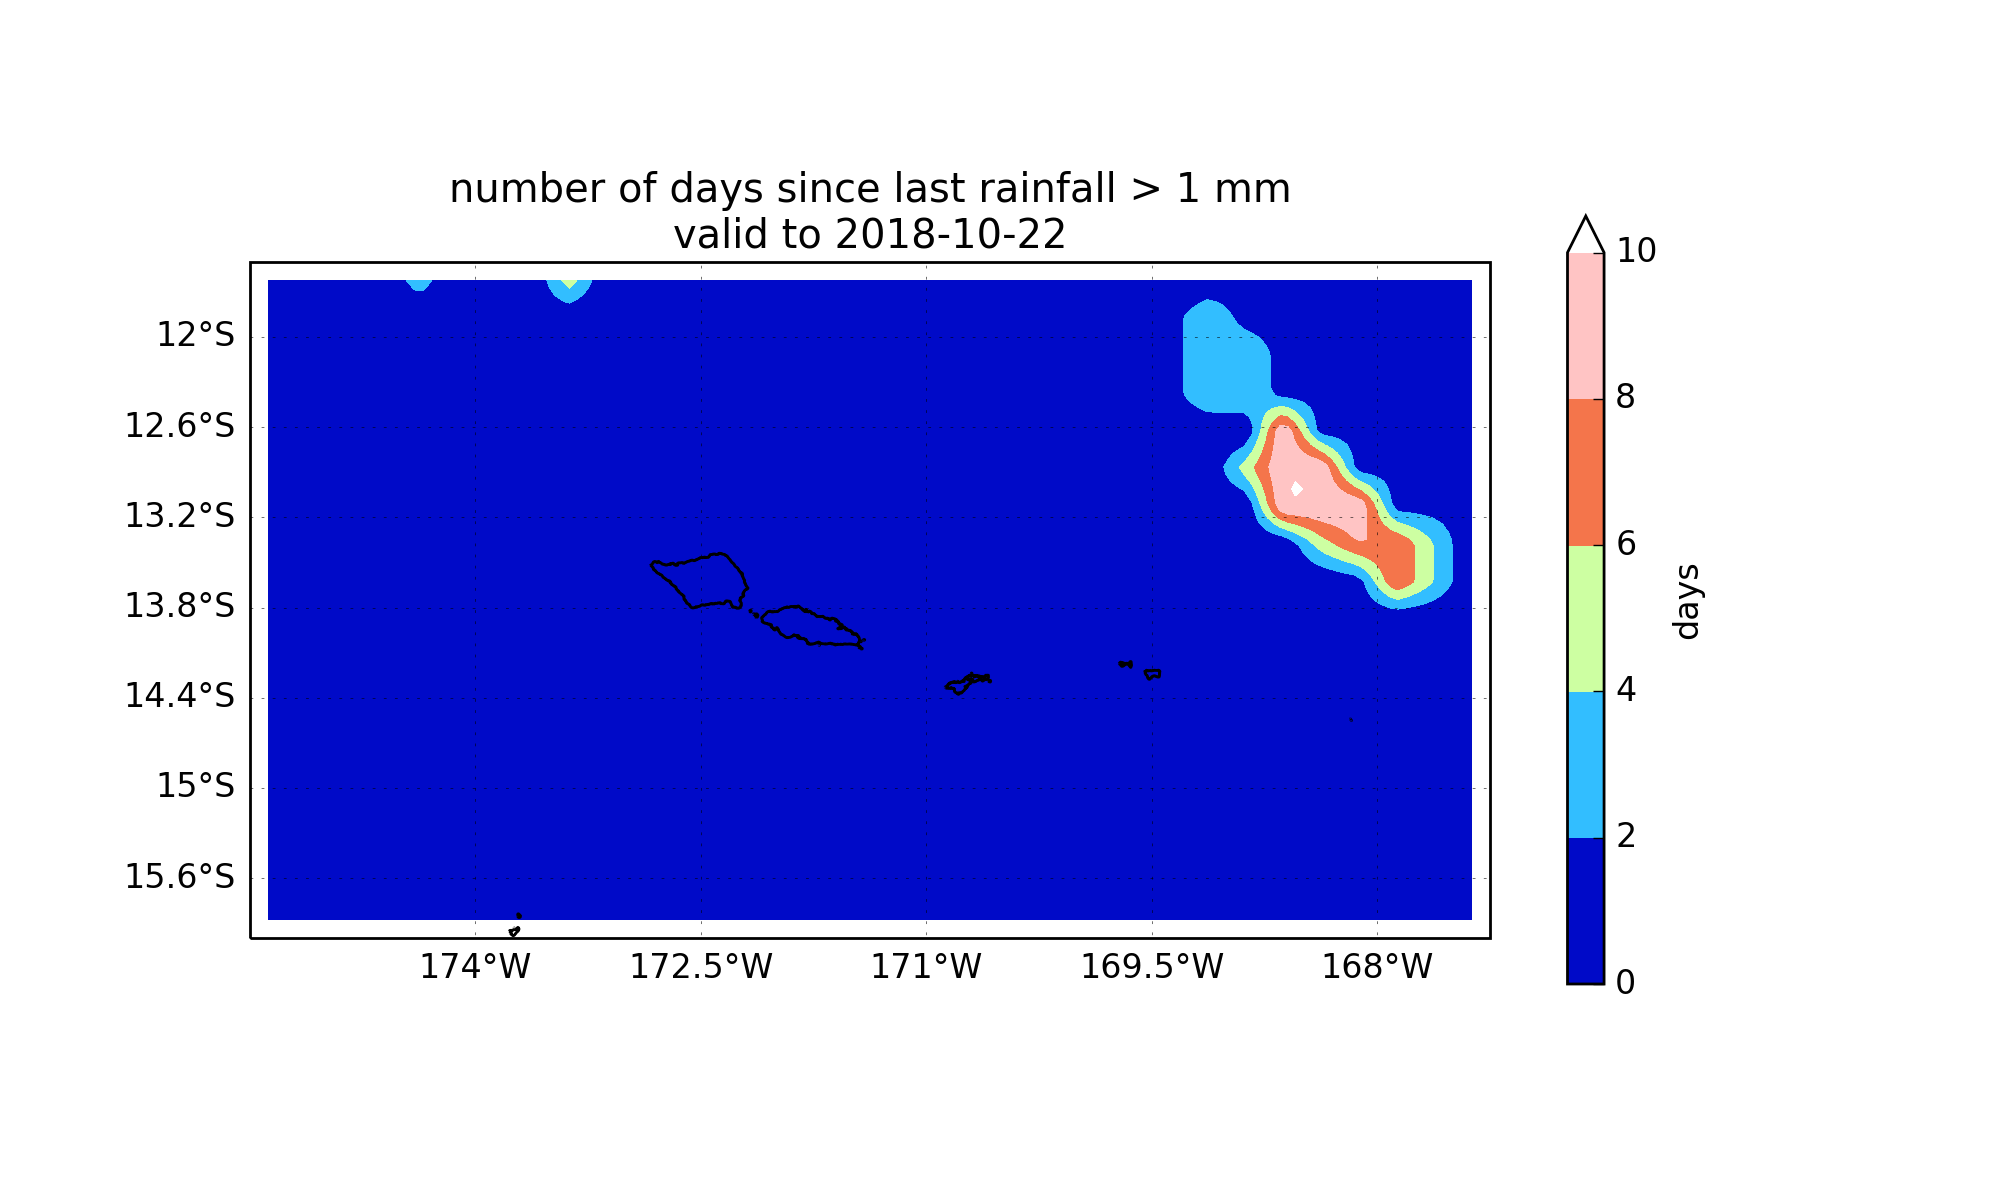 number of days since last rainfall > 1 mm
valid to 2018-10-22
12°S
12.6°S
13.2°S
13.8°S
14.4°S
15°S
15.6°S
174°W
172.5°W
171°W
169.5°W
168°W
10
8
6
4
2
0
days